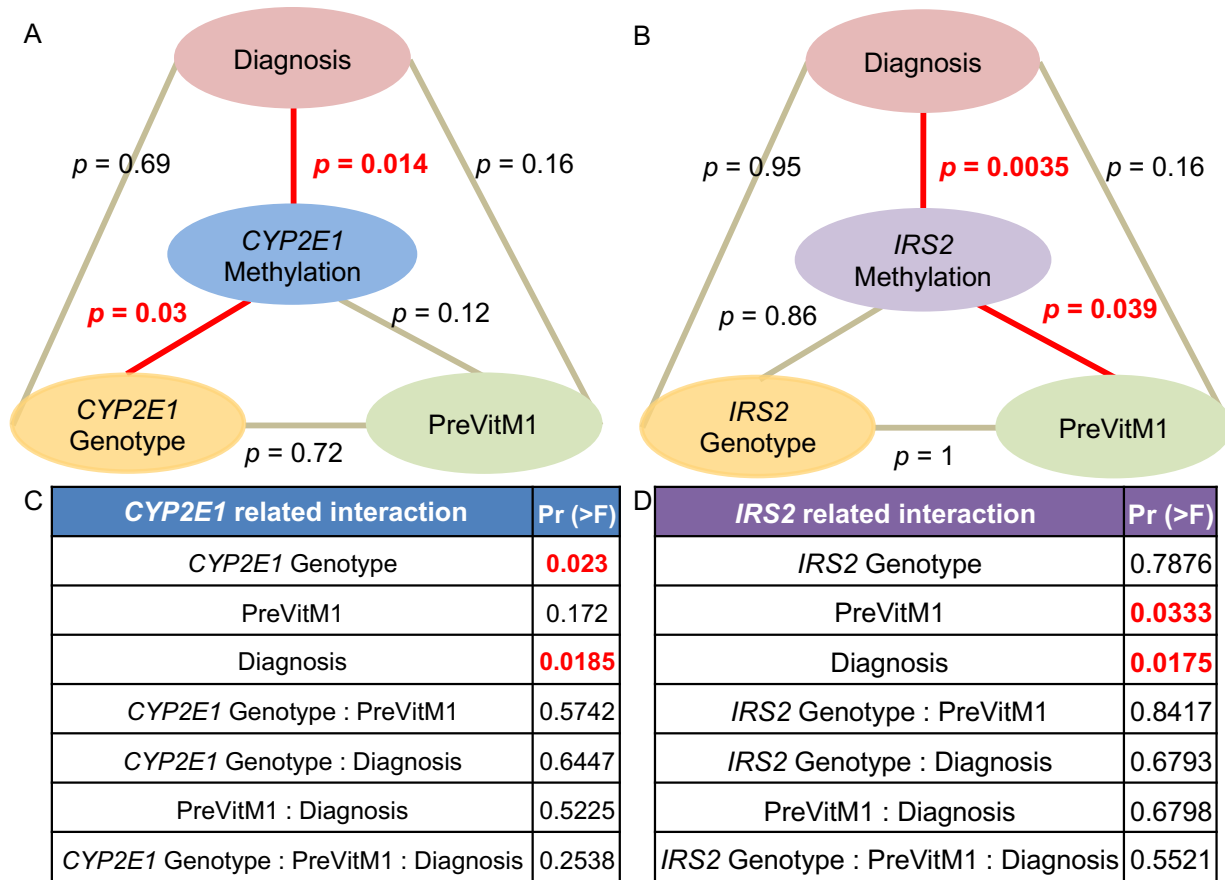 A
Diagnosis
p = 0.69
p = 0.014
p = 0.16
CYP2E1
Methylation
p = 0.03
p = 0.12
CYP2E1
Genotype
PreVitM1
p = 0.72
B
Diagnosis
p = 0.95
p = 0.0035
p = 0.16
IRS2
Methylation
p = 0.86
p = 0.039
IRS2
Genotype
PreVitM1
p = 1
C
CYP2E1 related interaction Pr (>F)
CYP2E1 Genotype 0.023
PreVitM1 0.172
Diagnosis 0.0185
CYP2E1 Genotype : PreVitM1 0.5742
CYP2E1 Genotype : Diagnosis 0.6447
PreVitM1 : Diagnosis 0.5225
CYP2E1 Genotype : PreVitM1 : Diagnosis 0.2538
D
IRS2 related interaction Pr (>F)
IRS2 Genotype 0.7876
PreVitM1 0.0333
Diagnosis 0.0175
IRS2 Genotype : PreVitM1 0.8417
IRS2 Genotype : Diagnosis 0.6793
PreVitM1 : Diagnosis 0.6798
IRS2 Genotype : PreVitM1 : Diagnosis 0.5521